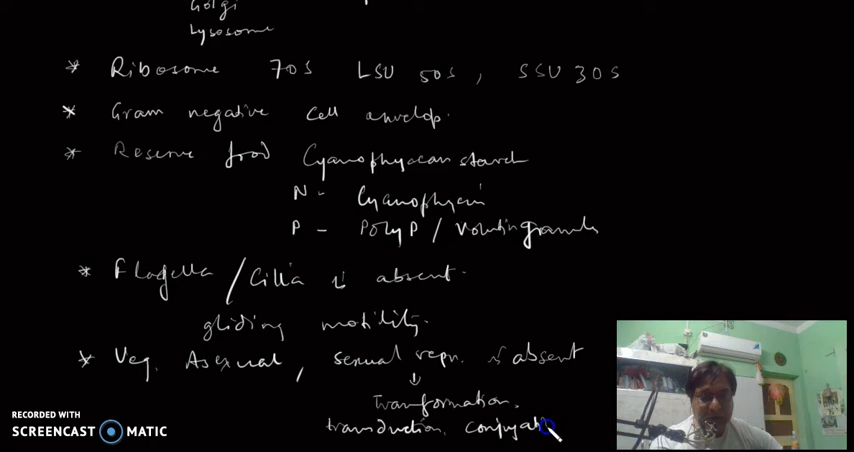 Golgi
Lysosome
* Ribosome 70S LSU 50S, SSU 30S
* Gram negative cell envelop.
* Reserve food Cyanophycean starch
N - Cyanophycin
P - Poly P / Volutin granules
* Flagella / Cilia is absent.
gliding motility.
* Veg. Asexual, sexual repn. is absent
↓
Transformation,
transduction, conjugati
RECORDED WITH
SCREENCAST MATIC